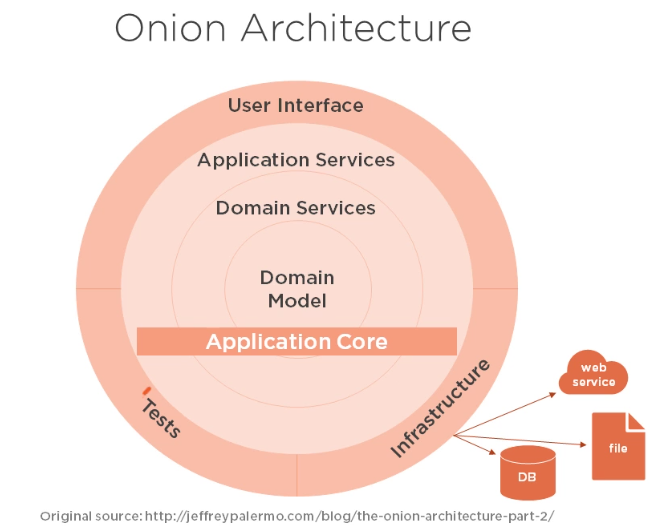 Onion Architecture
User Interface
Application Services
Domain Services
Domain
Model
Application Core
Tests
Infrastructure
web
service
file
DB
Original source: http://jeffreypalermo.com/blog/the-onion-architecture-part-2/